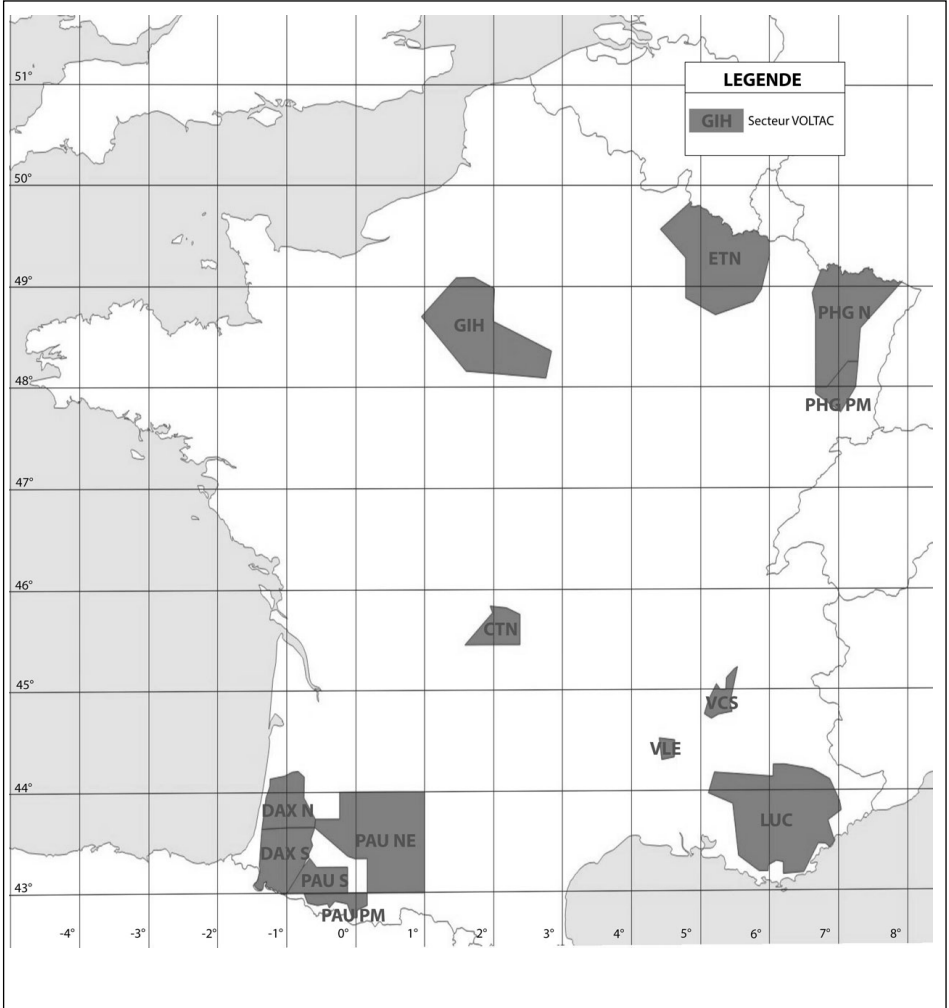 LEGENDE
GIH Secteur VOLTAC
51°
50°
ETN
49°
PHG N
GIH
48°
PHG PM
47°
46°
CTN
45°
VCS
VLE
44°
DAX N
LUC
PAU NE
DAX S
PAU S
43°
PAU PM
-4° -3° -2° -1° 0° 1° 2° 3° 4° 5° 6° 7° 8°